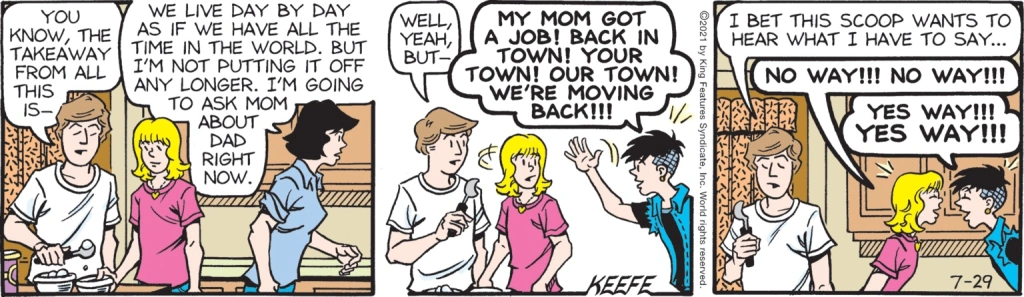 YOU
KNOW, THE
TAKEAWAY
FROM ALL
THIS
IS–
WE LIVE DAY BY DAY
AS IF WE HAVE ALL THE
TIME IN THE WORLD. BUT
I'M NOT PUTTING IT OFF
ANY LONGER. I'M GOING
TO ASK MOM
ABOUT
DAD
RIGHT
NOW.
WELL,
YEAH,
BUT–
MY MOM GOT
A JOB! BACK IN
TOWN! YOUR
TOWN! OUR TOWN!
WE'RE MOVING
BACK!!!
KEEFE
©2021 by King Features Syndicate, Inc. World rights reserved.
I BET THIS SCOOP WANTS TO
HEAR WHAT I HAVE TO SAY...
NO WAY!!! NO WAY!!!
YES WAY!!!
YES WAY!!!
7-29